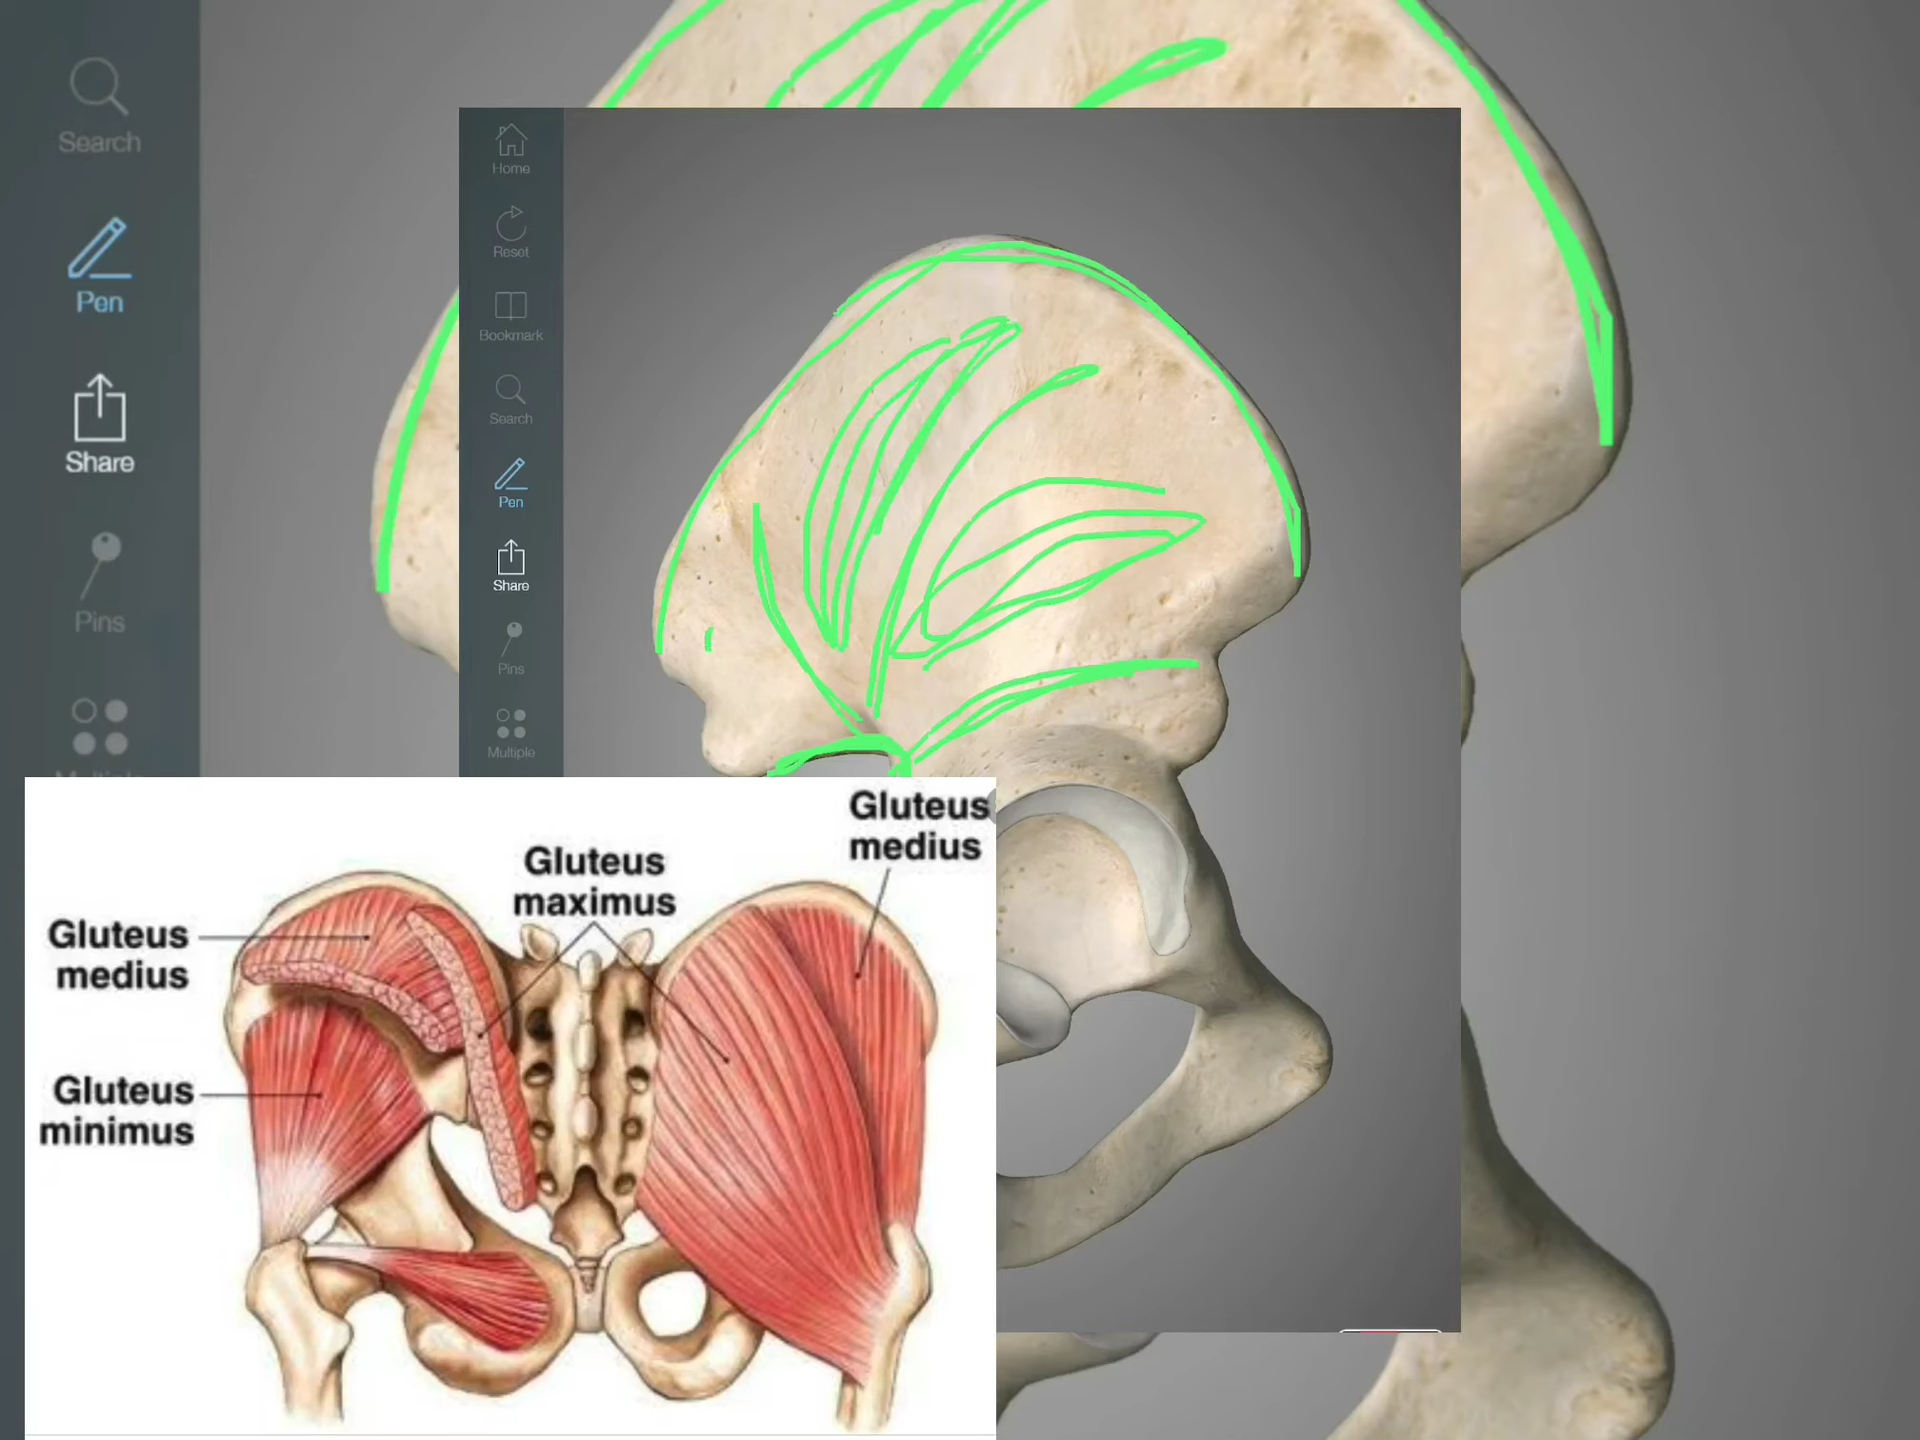 Search
Pen
Share
Pins
Home
Reset
Bookmark
Search
Pen
Share
Pins
Multiple
Gluteus
medius
Gluteus
maximus
Gluteus
medius
Gluteus
minimus